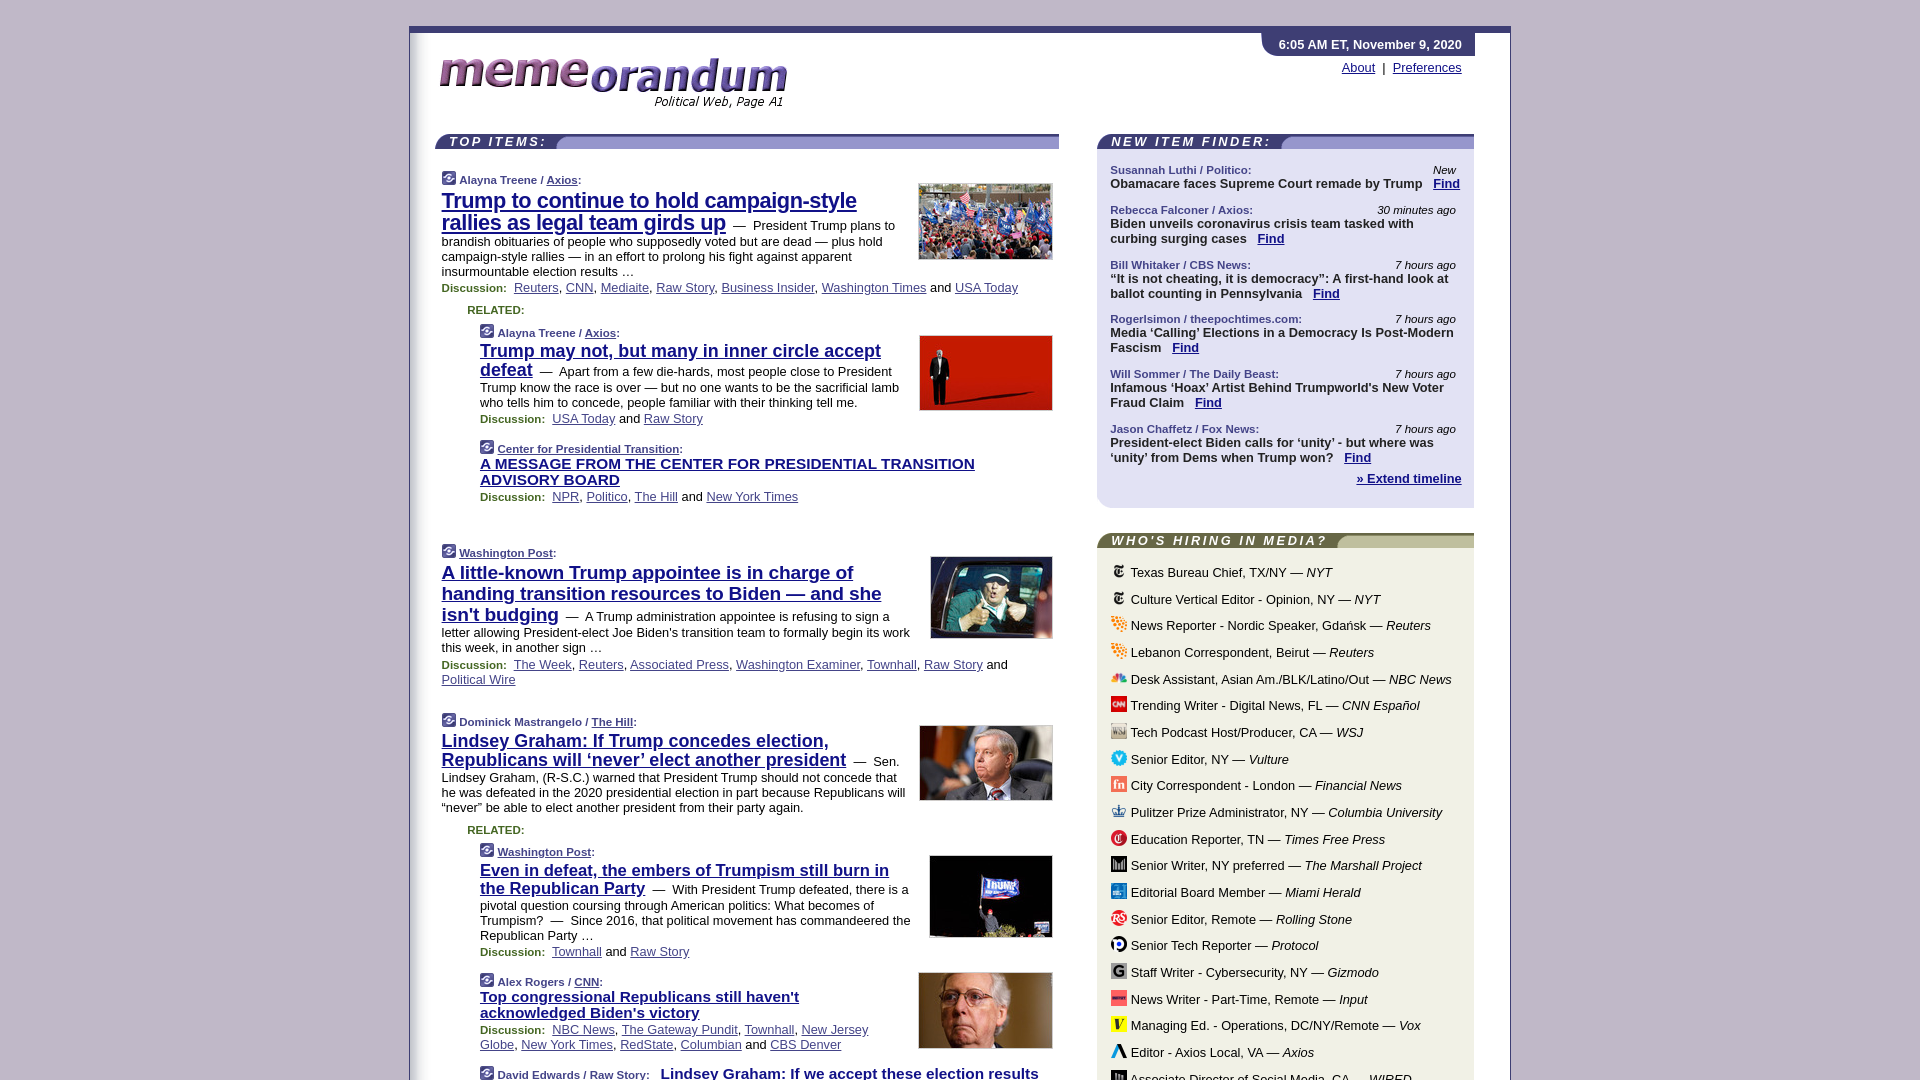 6:05 AM ET, November 9, 2020
memeorandum
Political Web, Page A1
About | Preferences
TOP ITEMS:
Alayna Treene / Axios:
Trump to continue to hold campaign-style
rallies as legal team girds up — President Trump plans to
brandish obituaries of people who supposedly voted but are dead — plus hold
campaign-style rallies — in an effort to prolong his fight against apparent
insurmountable election results …
Discussion: Reuters, CNN, Mediaite, Raw Story, Business Insider, Washington Times and USA Today
RELATED:
Alayna Treene / Axios:
Trump may not, but many in inner circle accept
defeat — Apart from a few die-hards, most people close to President
Trump know the race is over — but no one wants to be the sacrificial lamb
who tells him to concede, people familiar with their thinking tell me.
Discussion: USA Today and Raw Story
Center for Presidential Transition:
A MESSAGE FROM THE CENTER FOR PRESIDENTIAL TRANSITION
ADVISORY BOARD
Discussion: NPR, Politico, The Hill and New York Times
Washington Post:
A little-known Trump appointee is in charge of
handing transition resources to Biden — and she
isn't budging — A Trump administration appointee is refusing to sign a
letter allowing President-elect Joe Biden's transition team to formally begin its work
this week, in another sign …
Discussion: The Week, Reuters, Associated Press, Washington Examiner, Townhall, Raw Story and
Political Wire
Dominick Mastrangelo / The Hill:
Lindsey Graham: If Trump concedes election,
Republicans will ‘never’ elect another president — Sen.
Lindsey Graham, (R-S.C.) warned that President Trump should not concede that
he was defeated in the 2020 presidential election in part because Republicans will
“never” be able to elect another president from their party again.
RELATED:
Washington Post:
Even in defeat, the embers of Trumpism still burn in
the Republican Party — With President Trump defeated, there is a
pivotal question coursing through American politics: What becomes of
Trumpism? — Since 2016, that political movement has commandeered the
Republican Party …
TRUMP
Discussion: Townhall and Raw Story
Alex Rogers / CNN:
Top congressional Republicans still haven't
acknowledged Biden's victory
Discussion: NBC News, The Gateway Pundit, Townhall, New Jersey
Globe, New York Times, RedState, Columbian and CBS Denver
David Edwards / Raw Story: Lindsey Graham: If we accept these election results
NEW ITEM FINDER:
Susannah Luthi / Politico: New
Obamacare faces Supreme Court remade by Trump Find
Rebecca Falconer / Axios: 30 minutes ago
Biden unveils coronavirus crisis team tasked with
curbing surging cases Find
Bill Whitaker / CBS News: 7 hours ago
“It is not cheating, it is democracy”: A first-hand look at
ballot counting in Pennsylvania Find
Rogerlsimon / theepochtimes.com: 7 hours ago
Media ‘Calling’ Elections in a Democracy Is Post-Modern
Fascism Find
Will Sommer / The Daily Beast: 7 hours ago
Infamous ‘Hoax’ Artist Behind Trumpworld's New Voter
Fraud Claim Find
Jason Chaffetz / Fox News: 7 hours ago
President-elect Biden calls for ‘unity’ - but where was
‘unity’ from Dems when Trump won? Find
» Extend timeline
WHO'S HIRING IN MEDIA?
Texas Bureau Chief, TX/NY — NYT
Culture Vertical Editor - Opinion, NY — NYT
News Reporter - Nordic Speaker, Gdańsk — Reuters
Lebanon Correspondent, Beirut — Reuters
Desk Assistant, Asian Am./BLK/Latino/Out — NBC News
Trending Writer - Digital News, FL — CNN Español
Tech Podcast Host/Producer, CA — WSJ
Senior Editor, NY — Vulture
City Correspondent - London — Financial News
Pulitzer Prize Administrator, NY — Columbia University
Education Reporter, TN — Times Free Press
Senior Writer, NY preferred — The Marshall Project
Editorial Board Member — Miami Herald
Senior Editor, Remote — Rolling Stone
Senior Tech Reporter — Protocol
Staff Writer - Cybersecurity, NY — Gizmodo
News Writer - Part-Time, Remote — Input
Managing Ed. - Operations, DC/NY/Remote — Vox
Editor - Axios Local, VA — Axios
Associate Director of Social Media, CA — WIRED